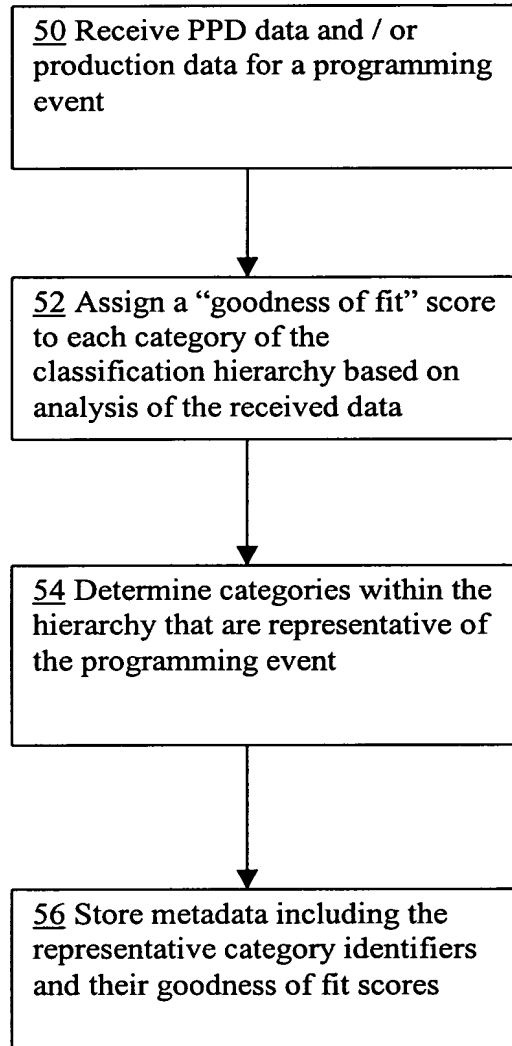 50 Receive PPD data and / or
production data for a programming
event
52 Assign a “goodness of fit” score
to each category of the
classification hierarchy based on
analysis of the received data
54 Determine categories within the
hierarchy that are representative of
the programming event
56 Store metadata including the
representative category identifiers
and their goodness of fit scores